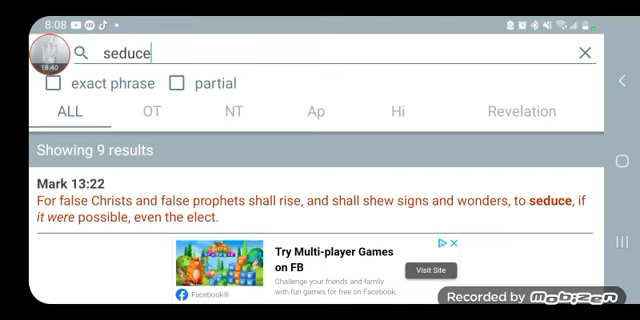 8:08
18:40
seduce
exact phrase partial
ALL OT NT Ap Hi Revelation
Showing 9 results
Mark 13:22
For false Christs and false prophets shall rise, and shall shew signs and wonders, to seduce, if
it were possible, even the elect.
Try Multi-player Games
on FB
Challenge your friends and family
with fun games for free on Facebook.
Visit Site
Facebook®
Recorded by Mobizen